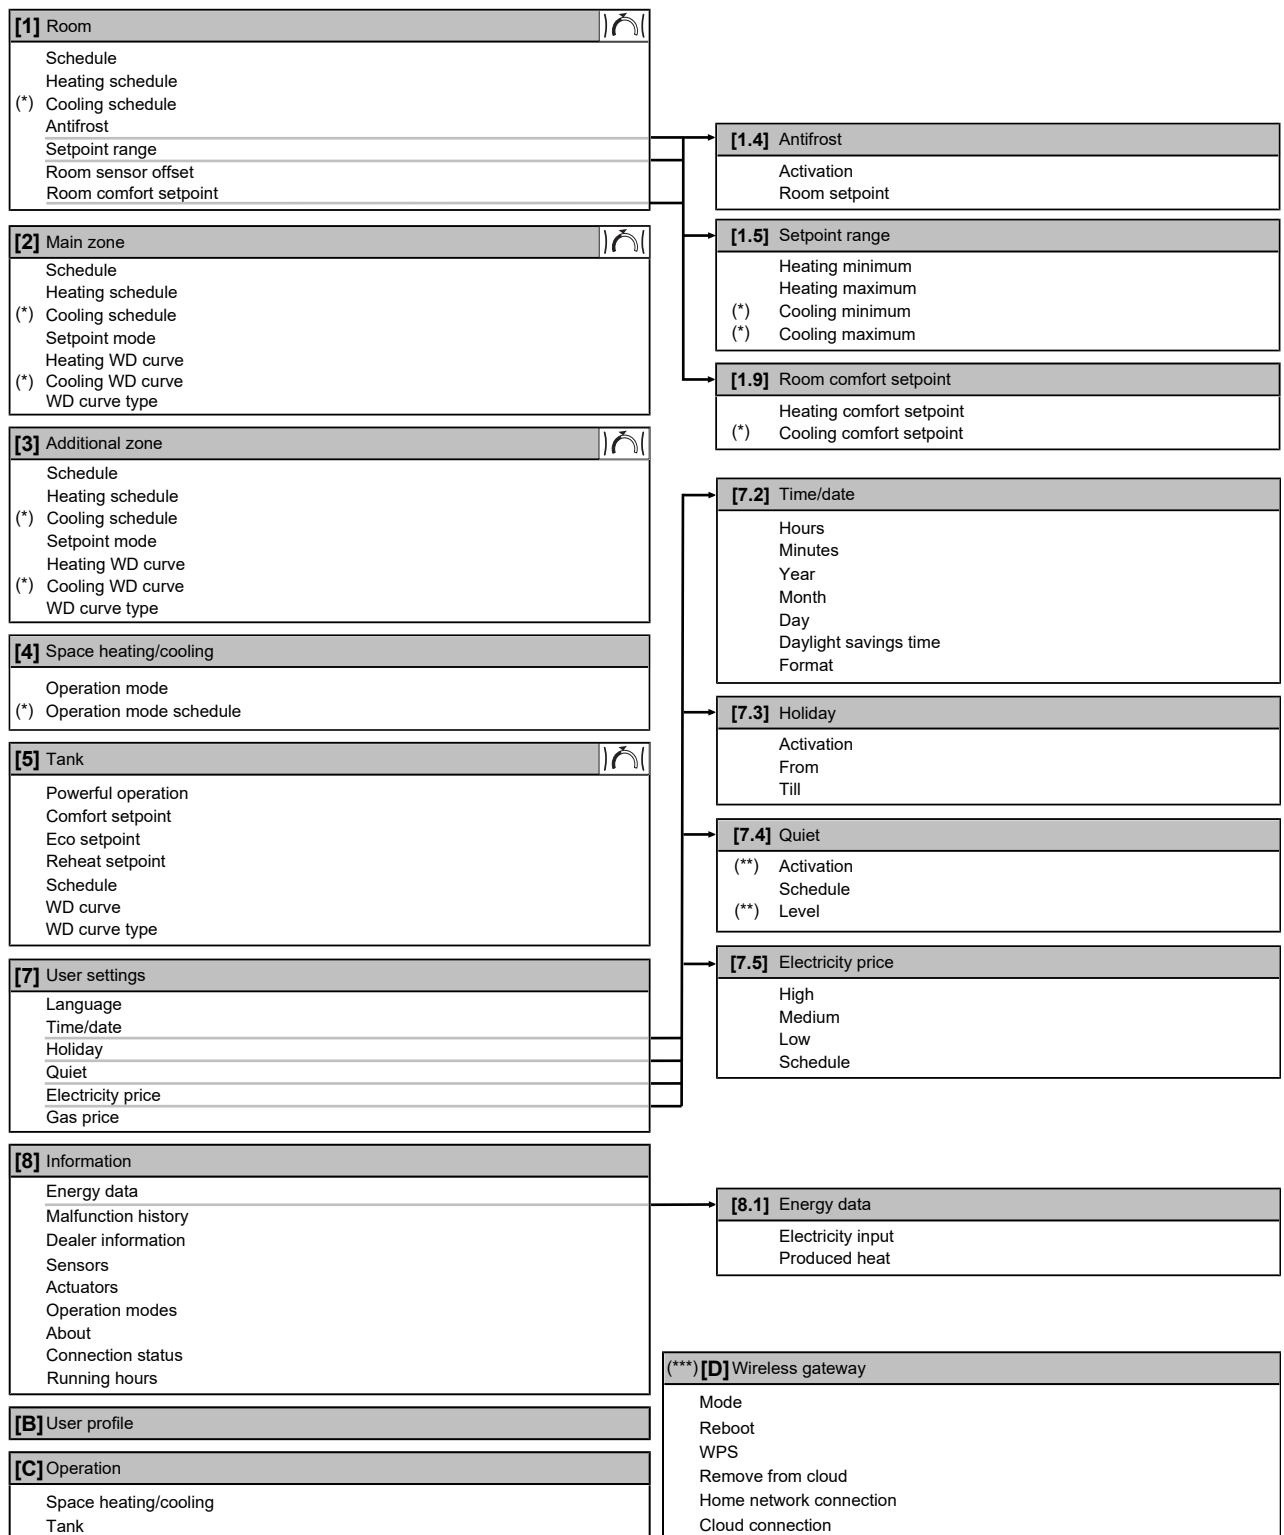 [1] Room
Schedule
Heating schedule
(*) Cooling schedule
Antifrost
Setpoint range
Room sensor offset
Room comfort setpoint
[2] Main zone
Schedule
Heating schedule
(*) Cooling schedule
Setpoint mode
Heating WD curve
(*) Cooling WD curve
WD curve type
[3] Additional zone
Schedule
Heating schedule
(*) Cooling schedule
Setpoint mode
Heating WD curve
(*) Cooling WD curve
WD curve type
[4] Space heating/cooling
Operation mode
(*) Operation mode schedule
[5] Tank
Powerful operation
Comfort setpoint
Eco setpoint
Reheat setpoint
Schedule
WD curve
WD curve type
[7] User settings
Language
Time/date
Holiday
Quiet
Electricity price
Gas price
[8] Information
Energy data
Malfunction history
Dealer information
Sensors
Actuators
Operation modes
About
Connection status
Running hours
[B] User profile
[C] Operation
Space heating/cooling
Tank
[1.4] Antifrost
Activation
Room setpoint
[1.5] Setpoint range
Heating minimum
Heating maximum
(*) Cooling minimum
(*) Cooling maximum
[1.9] Room comfort setpoint
Heating comfort setpoint
(*) Cooling comfort setpoint
[7.2] Time/date
Hours
Minutes
Year
Month
Day
Daylight savings time
Format
[7.3] Holiday
Activation
From
Till
[7.4] Quiet
(**) Activation
Schedule
(**) Level
[7.5] Electricity price
High
Medium
Low
Schedule
[8.1] Energy data
Electricity input
Produced heat
(***) [D] Wireless gateway
Mode
Reboot
WPS
Remove from cloud
Home network connection
Cloud connection